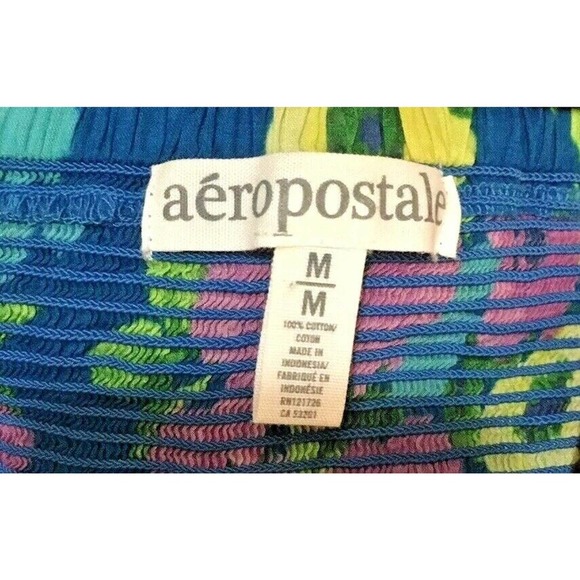 aéropostale
M
M
100% COTTON/
COTON
MADE IN
INDONESIA/
FABRIQUÉ EN
INDONÉSIE
RN121726
CA 53201